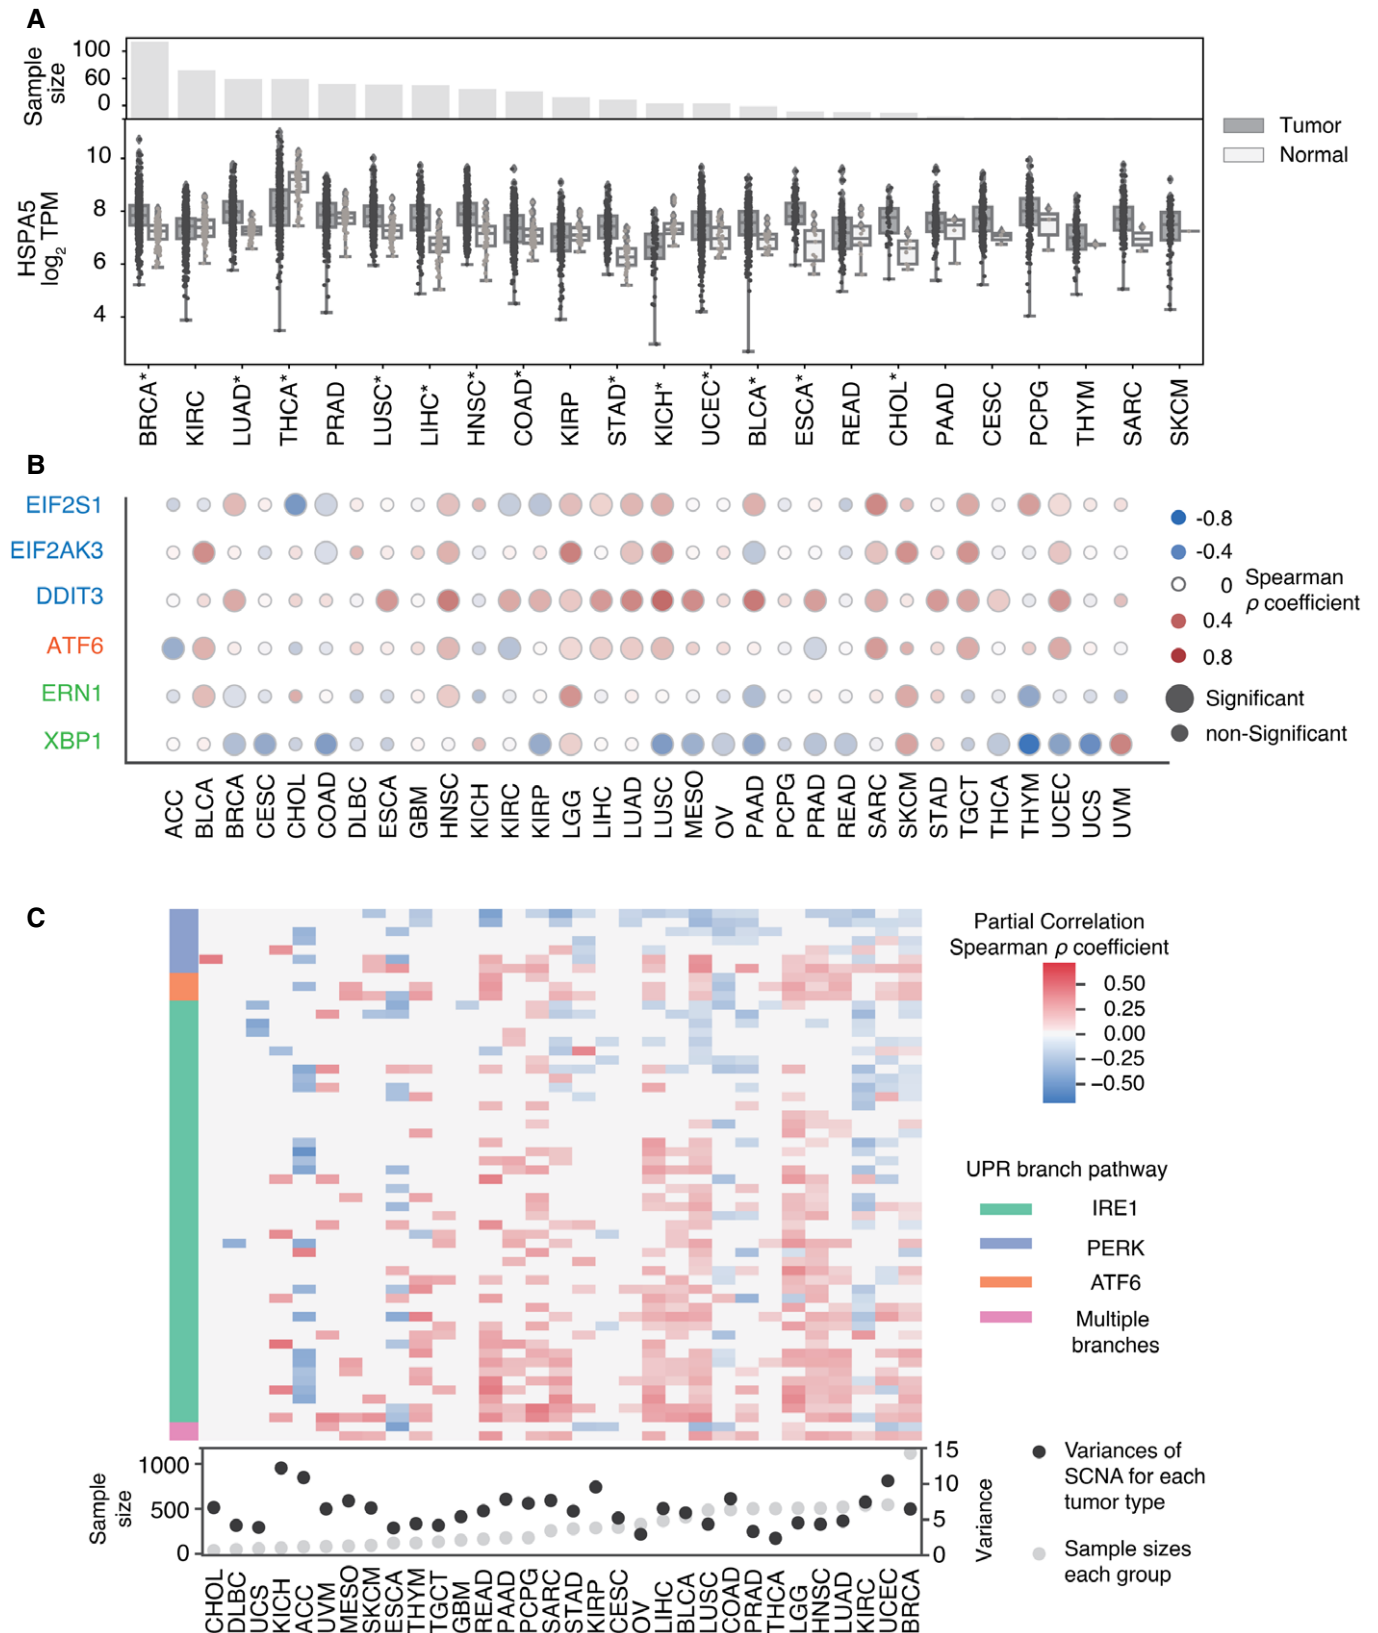 A
Sample
size
100
60
0
Tumor
Normal
HSPA5
log2 TPM
10
8
6
4
BRCA*
KIRC
LUAD*
THCA*
PRAD
LUSC*
LIHC*
HNSC*
COAD*
KIRP
STAD*
KICH*
UCEC*
BLCA*
ESCA*
READ
CHOL*
PAAD
CESC
PCPG
THYM
SARC
SKCM
B
EIF2S1
EIF2AK3
DDIT3
ATF6
ERN1
XBP1
-0.8
-0.4
0
0.4
0.8
Spearman
ρ coefficient
Significant
non-Significant
ACC
BLCA
BRCA
CESC
CHOL
COAD
DLBC
ESCA
GBM
HNSC
KICH
KIRC
KIRP
LGG
LIHC
LUAD
LUSC
MESO
OV
PAAD
PCPG
PRAD
READ
SARC
SKCM
STAD
TGCT
THCA
THYM
UCEC
UCS
UVM
C
Partial Correlation
Spearman ρ coefficient
0.50
0.25
0.00
−0.25
−0.50
UPR branch pathway
IRE1
PERK
ATF6
Multiple
branches
Sample
size
1000
500
0
15
10
5
0
Variance
Variances of
SCNA for each
tumor type
Sample sizes
each group
CHOL
DLBC
UCS
KICH
ACC
UVM
MESO
SKCM
ESCA
THYM
TGCT
GBM
READ
PAAD
PCPG
SARC
STAD
KIRP
CESC
OV
LIHC
BLCA
LUSC
COAD
PRAD
THCA
LGG
HNSC
LUAD
KIRC
UCEC
BRCA